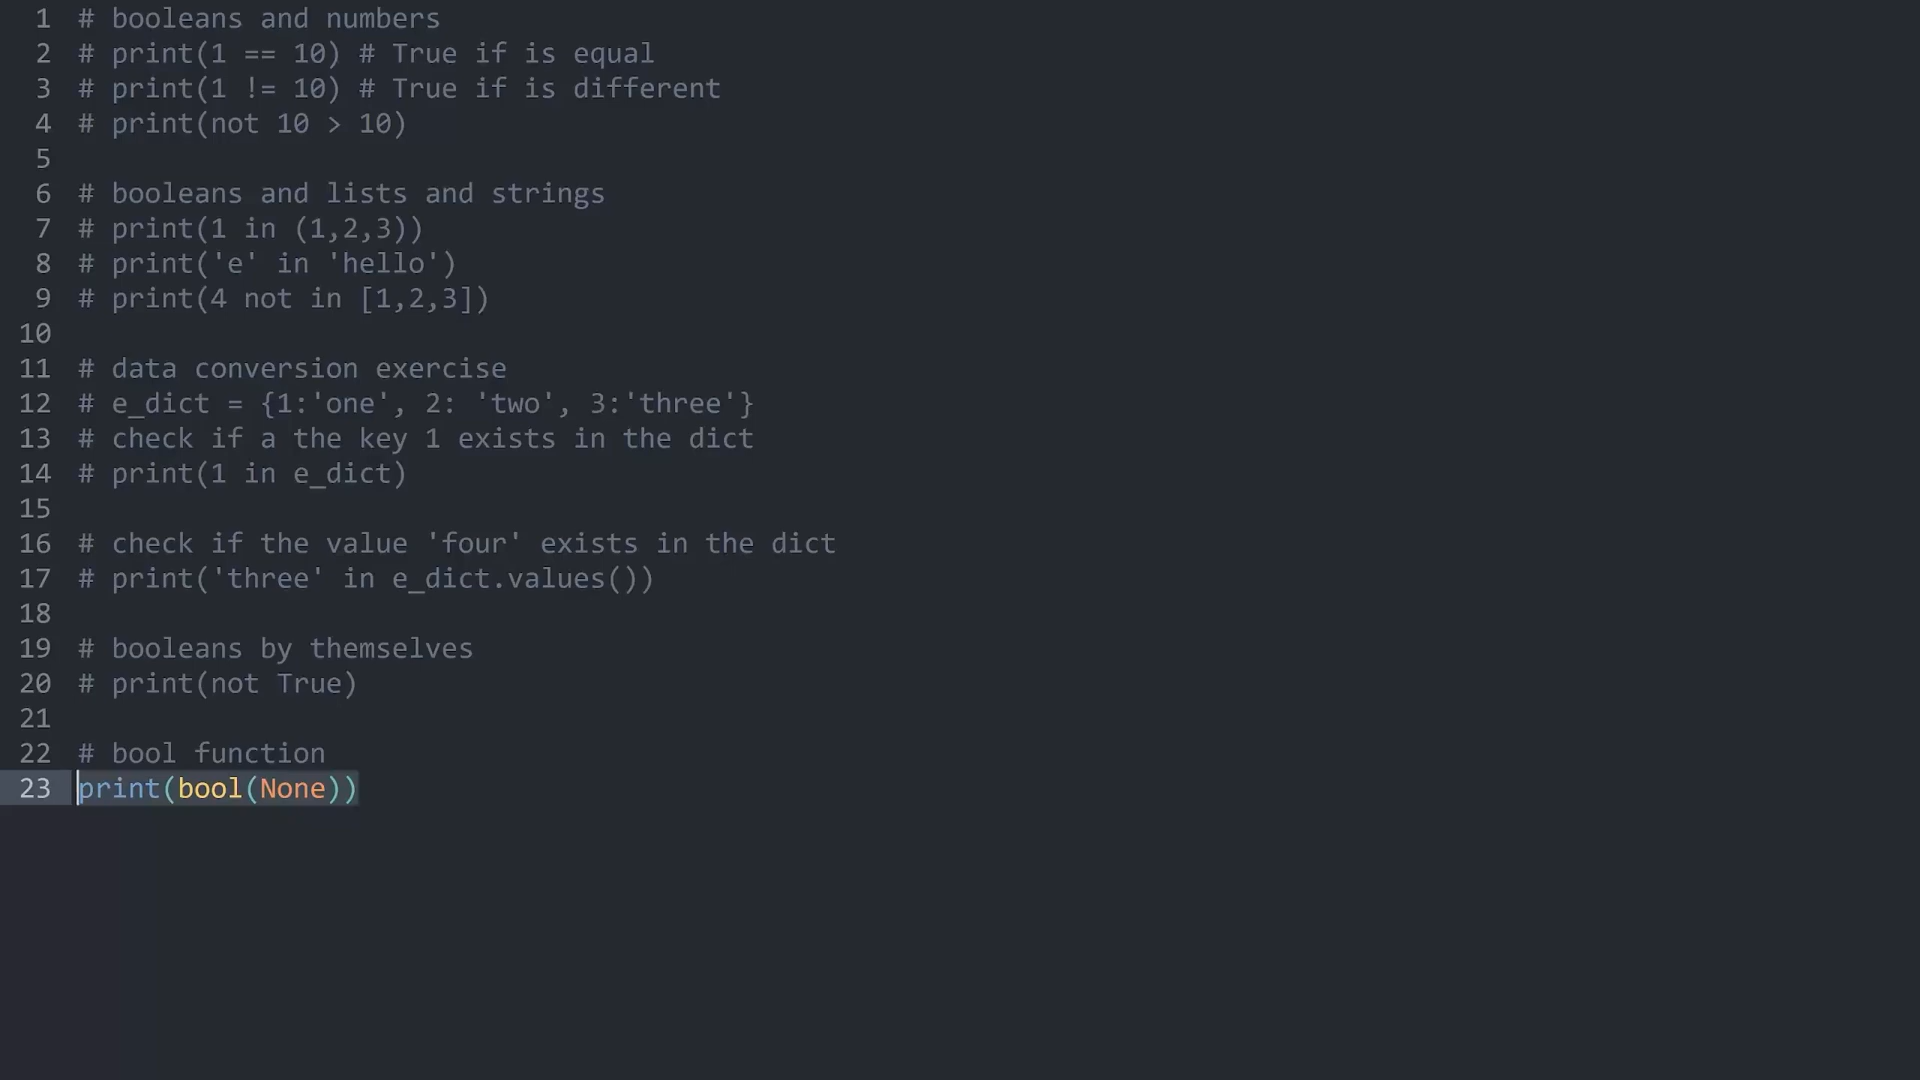 1 # booleans and numbers
2 # print(1 == 10) # True if is equal
3 # print(1 != 10) # True if is different
4 # print(not 10 > 10)
5
6 # booleans and lists and strings
7 # print(1 in (1,2,3))
8 # print('e' in 'hello')
9 # print(4 not in [1,2,3])
10
11 # data conversion exercise
12 # e_dict = {1:'one', 2: 'two', 3:'three'}
13 # check if a the key 1 exists in the dict
14 # print(1 in e_dict)
15
16 # check if the value 'four' exists in the dict
17 # print('three' in e_dict.values())
18
19 # booleans by themselves
20 # print(not True)
21
22 # bool function
23 print(bool(None))